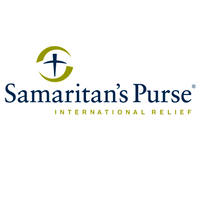 Samaritan's Purse®
INTERNATIONAL RELIEF